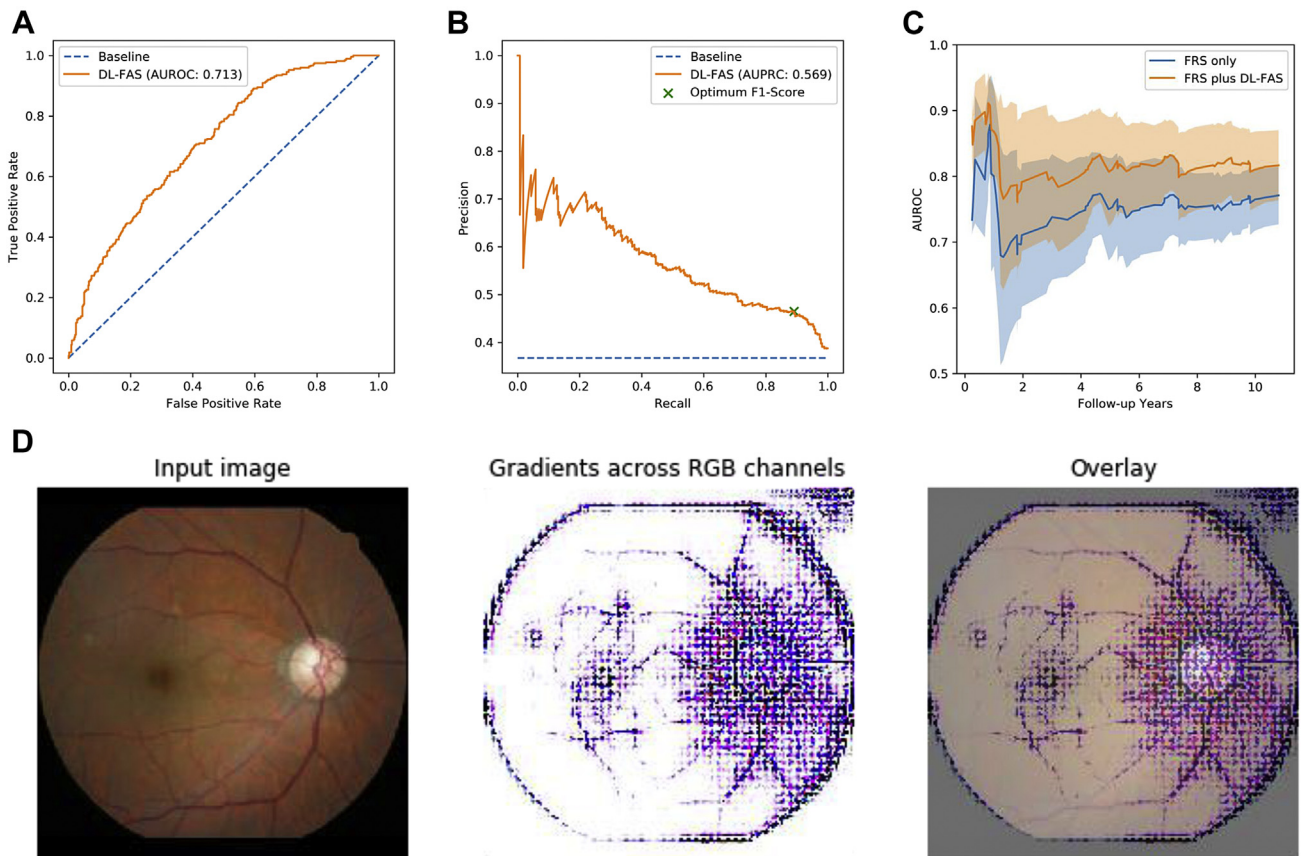 A
1.0
0.8
0.6
0.4
0.2
0.0
True Positive Rate
0.0 0.2 0.4 0.6 0.8 1.0
False Positive Rate
Baseline
DL-FAS (AUROC: 0.713)
B
1.0
0.9
0.8
0.7
0.6
0.5
0.4
Precision
0.0 0.2 0.4 0.6 0.8 1.0
Recall
Baseline
DL-FAS (AUPRC: 0.569)
Optimum F1-Score
C
1.0
0.9
0.8
0.7
0.6
0.5
AUROC
0 2 4 6 8 10
Follow-up Years
FRS only
FRS plus DL-FAS
D
Input image
Gradients across RGB channels
Overlay